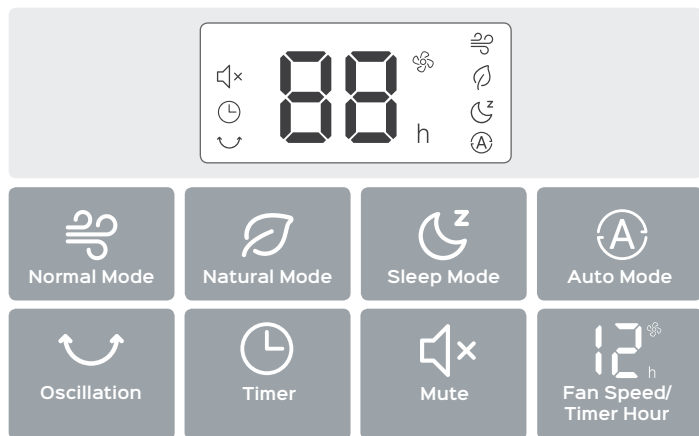 88
h
z
A
z
A
Normal Mode
Natural Mode
Sleep Mode
Auto Mode
12
h
Oscillation
Timer
Mute
Fan Speed/
Timer Hour